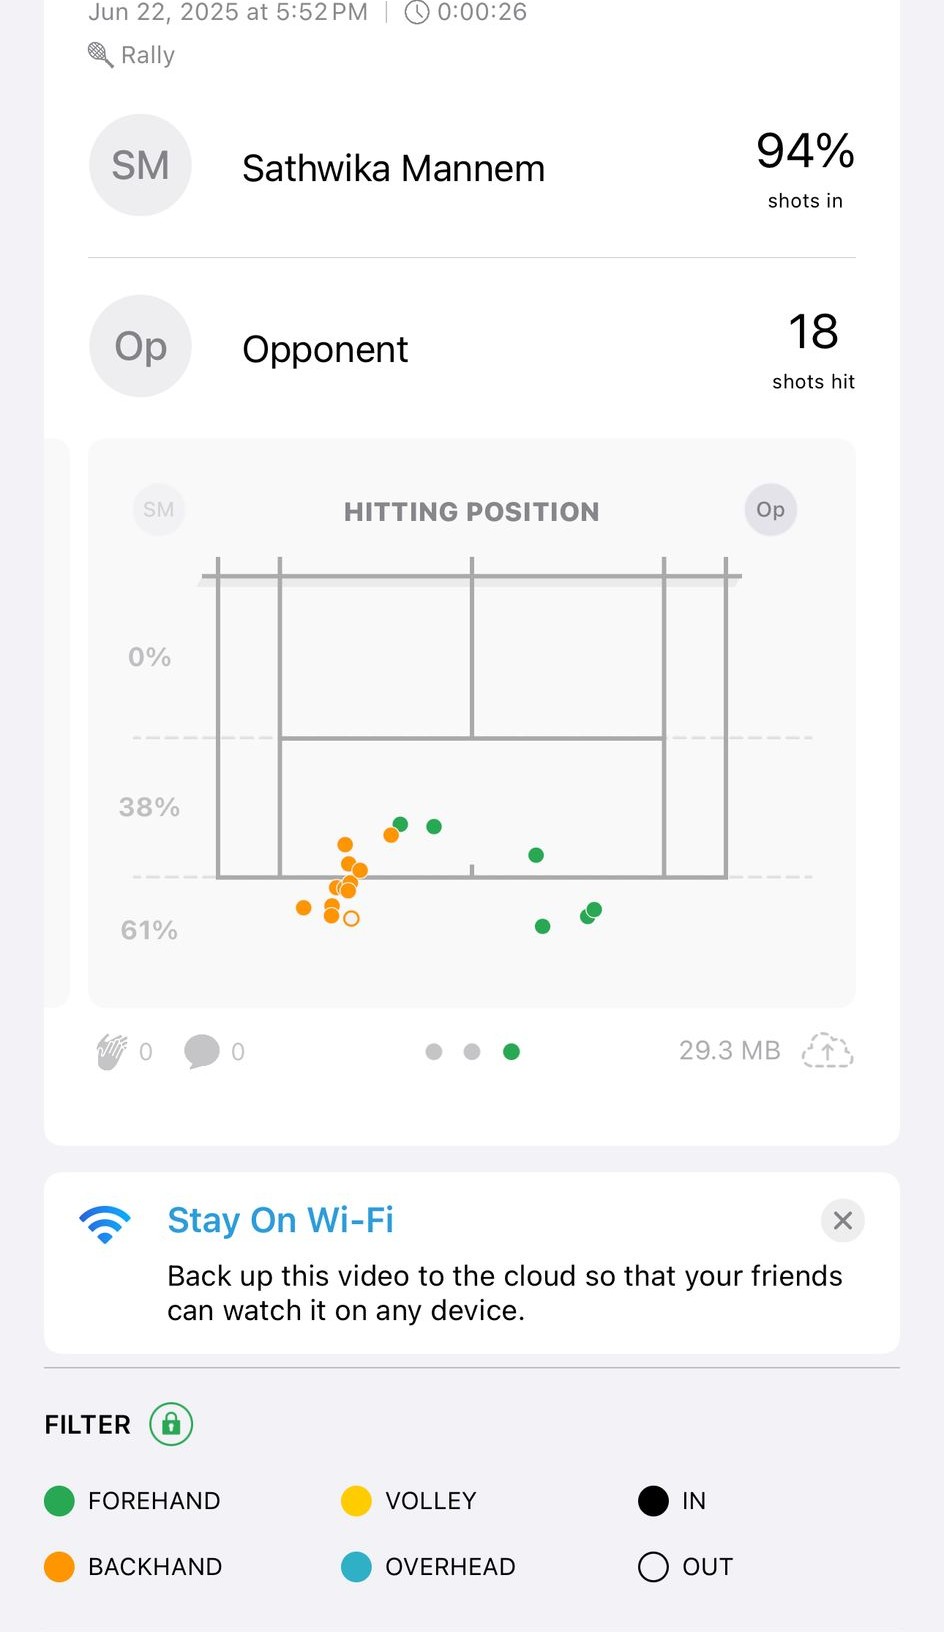 Jun 22, 2025 at 5:52 PM | 0:00:26
Rally
SM Sathwika Mannem 94%
shots in
Op Opponent 18
shots hit
SM HITTING POSITION Op
0%
38%
61%
0 0 29.3 MB
Stay On Wi-Fi
Back up this video to the cloud so that your friends
can watch it on any device.
FILTER
FOREHAND VOLLEY IN
BACKHAND OVERHEAD OUT